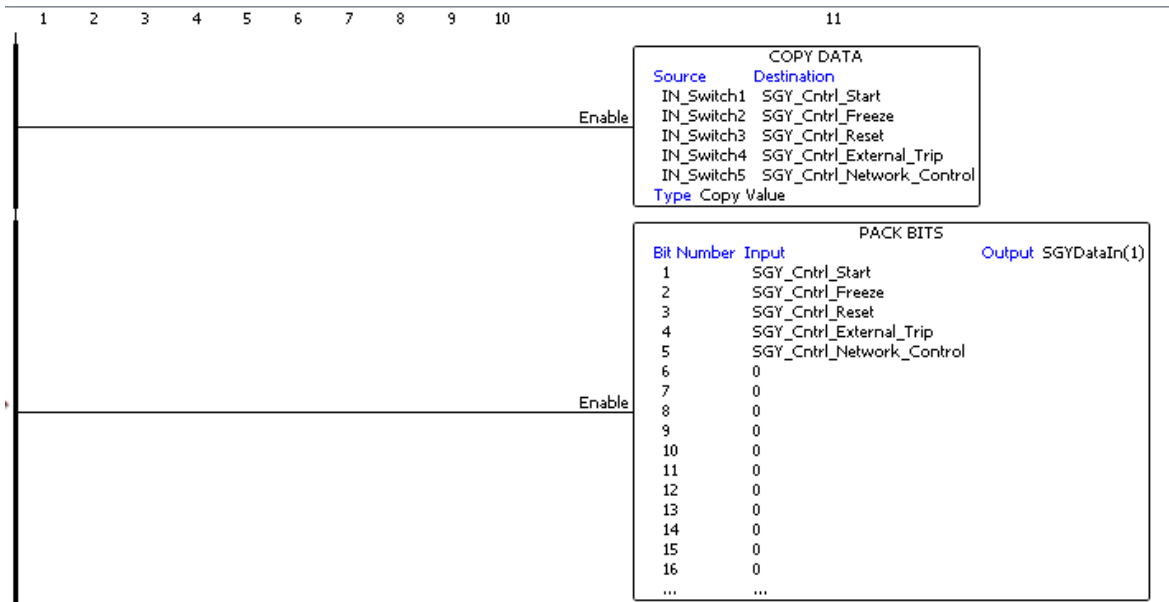 1 2 3 4 5 6 7 8 9 10 11
COPY DATA
Source Destination
IN_Switch1 SGY_Cntrl_Start
Enable IN_Switch2 SGY_Cntrl_Freeze
IN_Switch3 SGY_Cntrl_Reset
IN_Switch4 SGY_Cntrl_External_Trip
IN_Switch5 SGY_Cntrl_Network_Control
Type Copy Value
PACK BITS
Bit Number Input Output SGYDataIn(1)
1 SGY_Cntrl_Start
2 SGY_Cntrl_Freeze
3 SGY_Cntrl_Reset
4 SGY_Cntrl_External_Trip
5 SGY_Cntrl_Network_Control
6 0
7 0
Enable 8 0
9 0
10 0
11 0
12 0
13 0
14 0
15 0
16 0
... ...